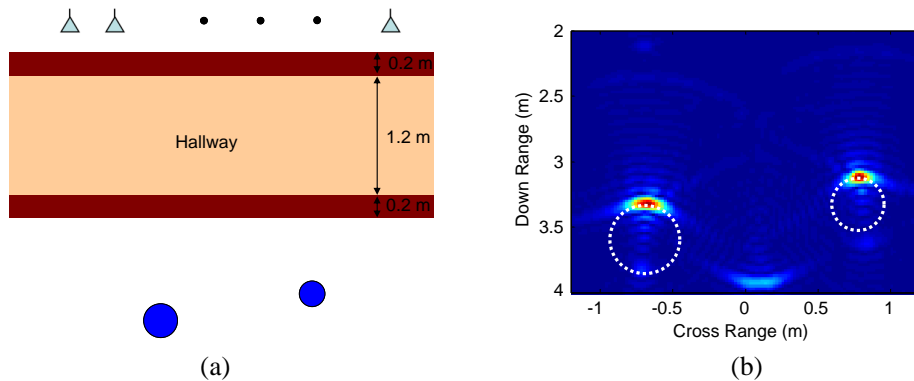 0.2 m
Hallway
1.2 m
0.2 m
(a)
2
2.5
3
3.5
4
Down Range (m)
-1 -0.5 0 0.5 1
Cross Range (m)
(b)